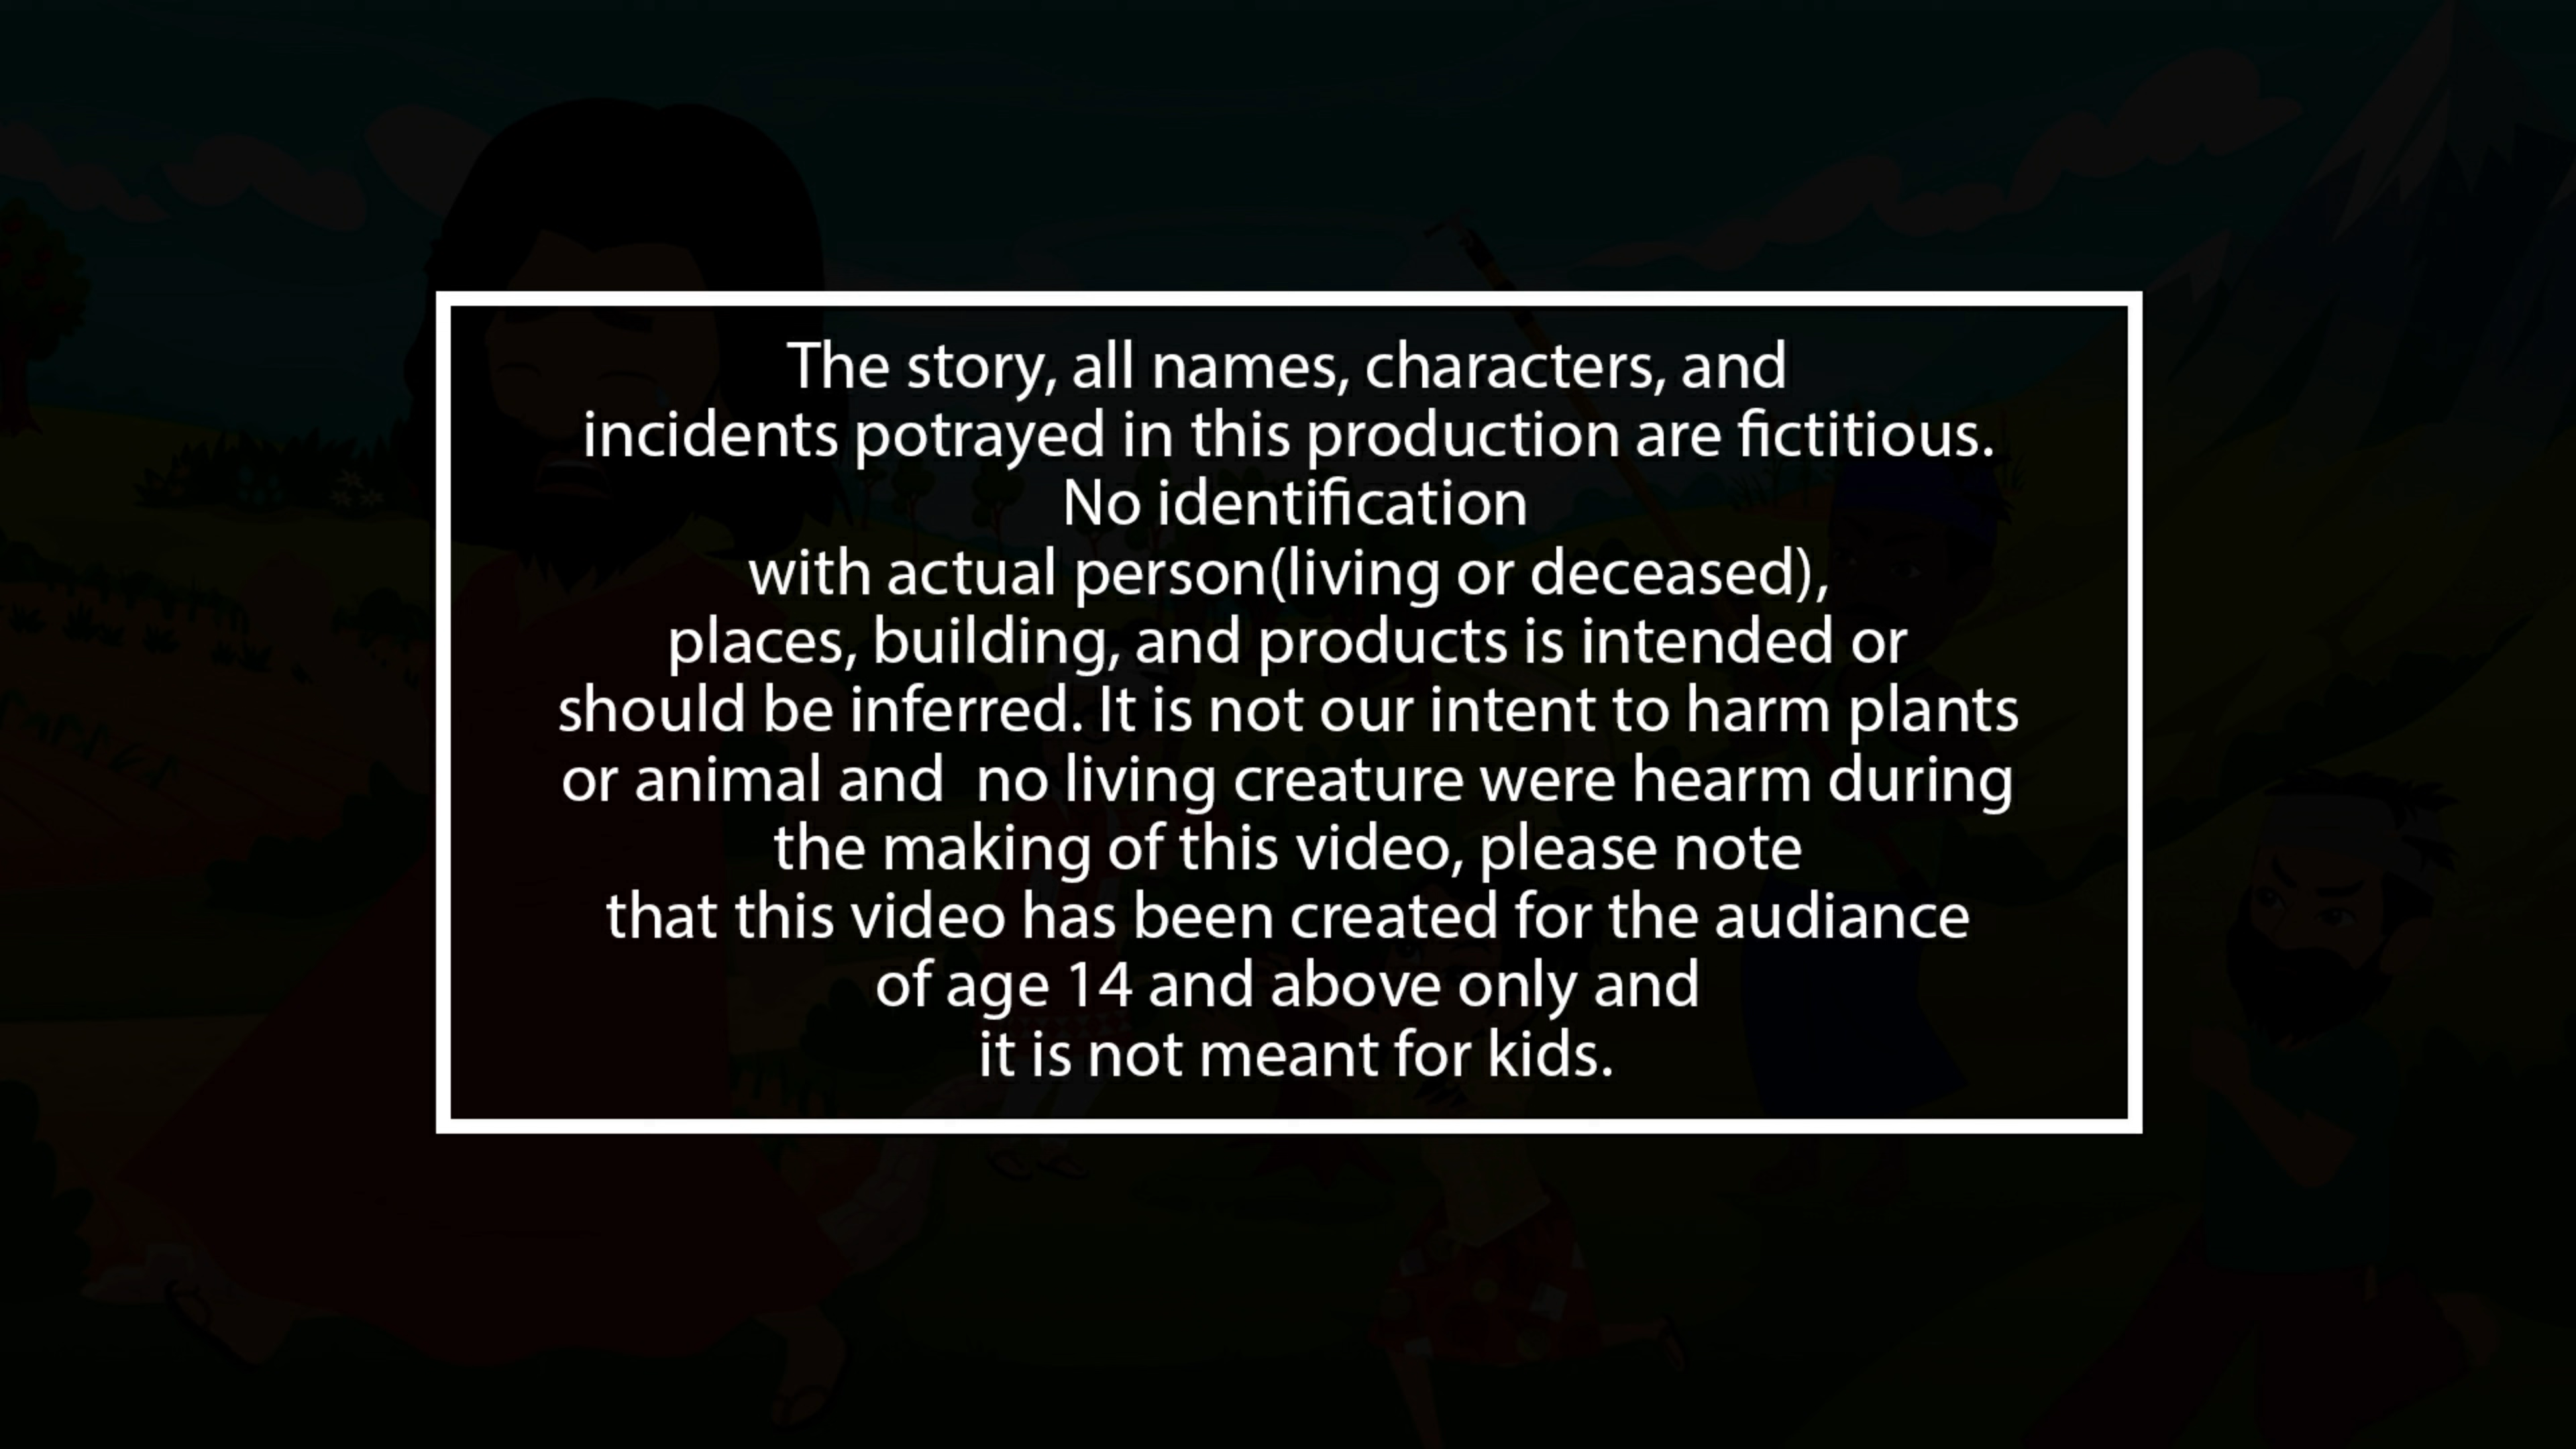 The story, all names, characters, and
incidents potrayed in this production are fictitious.
No identification
with actual person(living or deceased),
places, building, and products is intended or
should be inferred. It is not our intent to harm plants
or animal and  no living creature were hearm during
the making of this video, please note
that this video has been created for the audiance
of age 14 and above only and
it is not meant for kids.